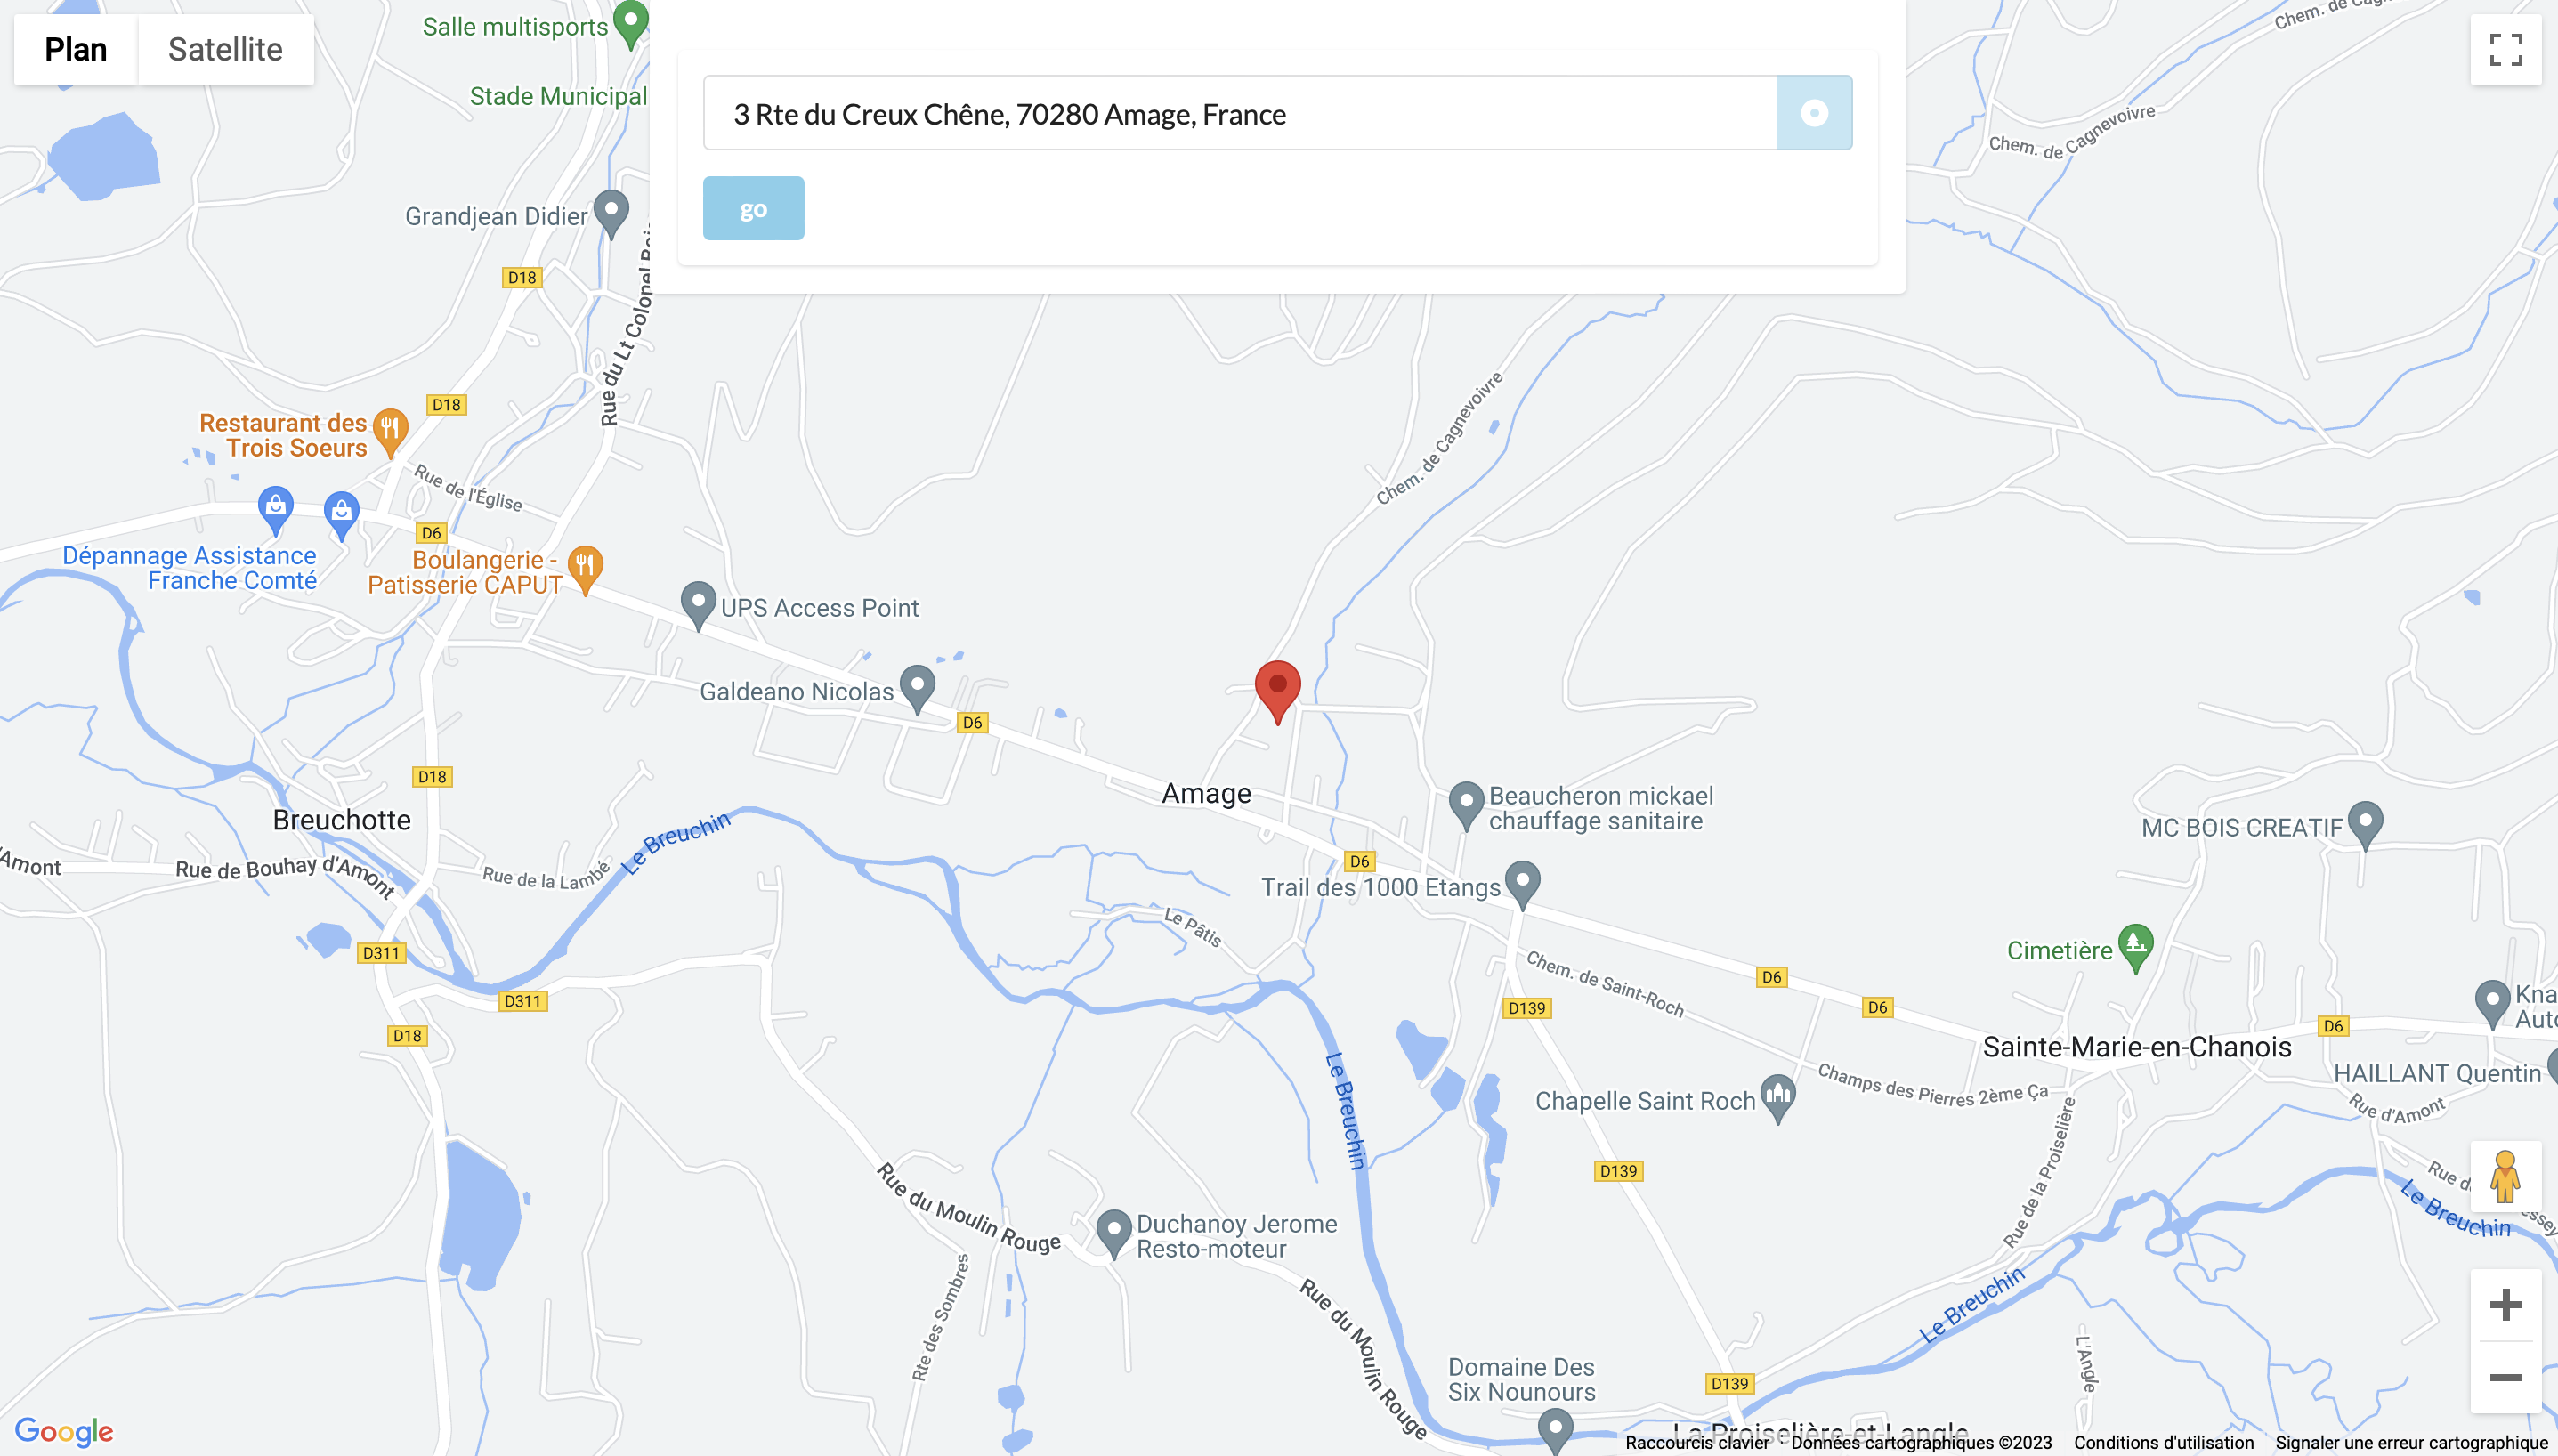 Plan
Satellite
Salle multisports
Stade Municipal
3 Rte du Creux Chêne, 70280 Amage, France
go
Chem. de
Chem. de Cagnevoivre
Grandjean Didier
D18
Rue du Lt Colonel
D18
Restaurant des
Trois Soeurs
Chem. de Cagnevoivre
Rue de l'Église
D6
Dépannage Assistance
Franche Comté
Boulangerie -
Patisserie CAPUT
UPS Access Point
Galdeano Nicolas
D6
D18
Amage
Beaucheron mickael
chauffage sanitaire
Breuchotte
MC BOIS CREATIF
Le Breuchin
'Amont
Rue de Bouhay d'Amont
Rue de la Lambé
D6
Trail des 1000 Etangs
Le Pâtis
D311
Cimetière
Chem. de Saint-Roch
D6
D311
D139
D6
Kna
Auto
D18
D6
Sainte-Marie-en-Chanois
HAILLANT Quentin
Le Breuchin
Champs des Pierres 2ème Ça
Chapelle Saint Roch
Rue d'Amont
D139
Rue de la Proiselière
Rue du Moulin Rouge
Rue d
ssey
Le Breuchin
Duchanoy Jerome
Resto-moteur
Rte des Sombres
Rue du Moulin Rouge
Le Breuchin
L'Angle
Domaine Des
Six Nounours
D139
La Proiselière-et-Langle
Google
Raccourcis clavier
Données cartographiques ©2023
Conditions d'utilisation
Signaler une erreur cartographique